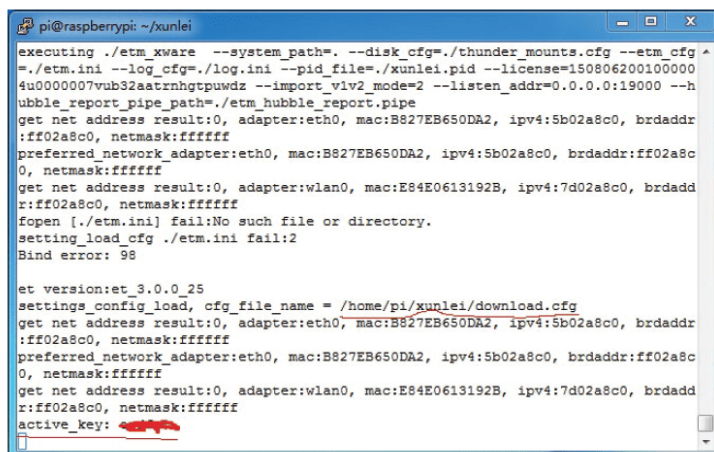 pi@raspberrypi: ~/xunlei
executing ./etm_xware   --system_path=. --disk_cfg=./thunder_mounts.cfg --etm_cfg
=./etm.ini --log_cfg=./log.ini --pid_file=./xunlei.pid --license=150806200100000
4u0000007vub32aatrnhgtpuwdz --import_v1v2_mode=2 --listen_addr=0.0.0.0:19000 --h
ubble_report_pipe_path=./etm_hubble_report.pipe
get net address result:0, adapter:eth0, mac:B827EB650DA2, ipv4:5b02a8c0, brdaddr
:ff02a8c0, netmask:ffffff
preferred_network_adapter:eth0, mac:B827EB650DA2, ipv4:5b02a8c0, brdaddr:ff02a8c
0, netmask:ffffff
get net address result:0, adapter:wlan0, mac:E84E0613192B, ipv4:7d02a8c0, brdadd
r:ff02a8c0, netmask:ffffff
fopen [./etm.ini] fail:No such file or directory.
setting_load_cfg ./etm.ini fail:2
Bind error: 98
et version:et_3.0.0_25
settings_config_load, cfg_file_name = /home/pi/xunlei/download.cfg
get net address result:0, adapter:eth0, mac:B827EB650DA2, ipv4:5b02a8c0, brdaddr
:ff02a8c0, netmask:ffffff
preferred_network_adapter:eth0, mac:B827EB650DA2, ipv4:5b02a8c0, brdaddr:ff02a8c
0, netmask:ffffff
get net address result:0, adapter:wlan0, mac:E84E0613192B, ipv4:7d02a8c0, brdadd
r:ff02a8c0, netmask:ffffff
active_key: